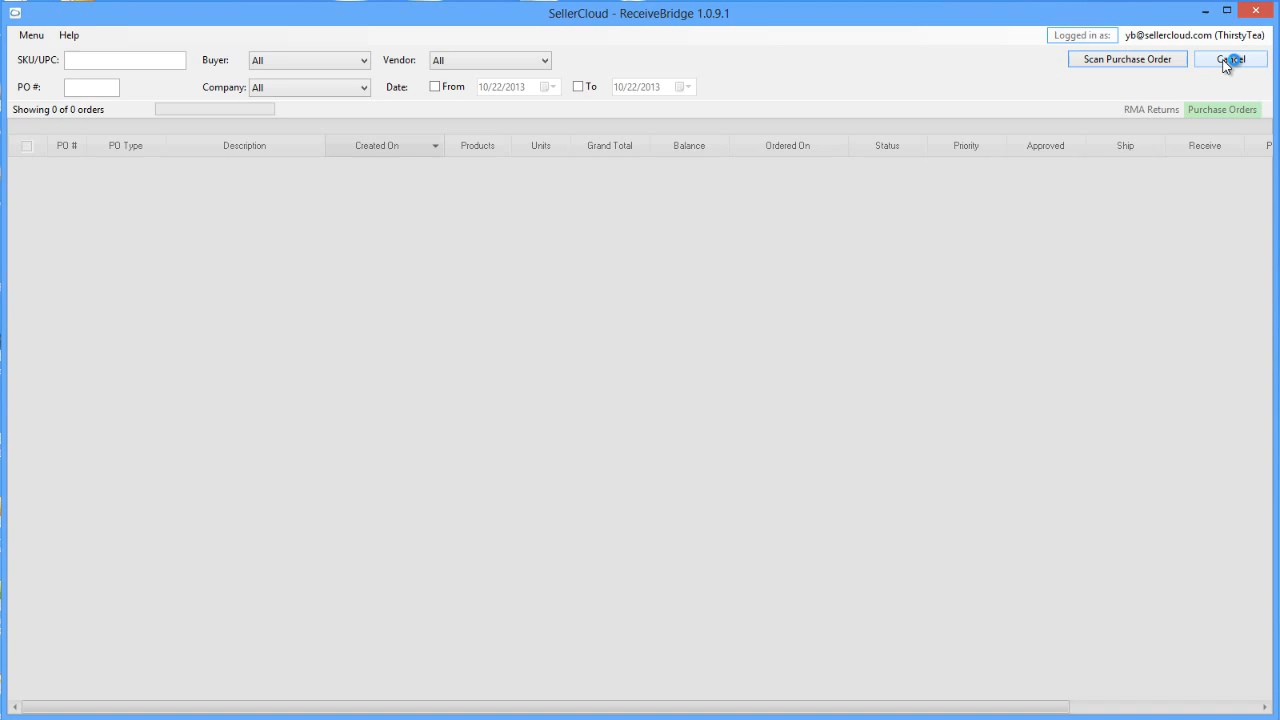 SellerCloud - ReceiveBridge 1.0.9.1
Menu Help Logged in as: yb@sellercloud.com (ThirstyTea)
SKU/UPC: Buyer: All Vendor: All Scan Purchase Order Cancel
PO #: Company: All Date: From 10/22/2013 To 10/22/2013
Showing 0 of 0 orders RMA Returns Purchase Orders
PO # PO Type Description Created On Products Units Grand Total Balance Ordered On Status Priority Approved Ship Receive P